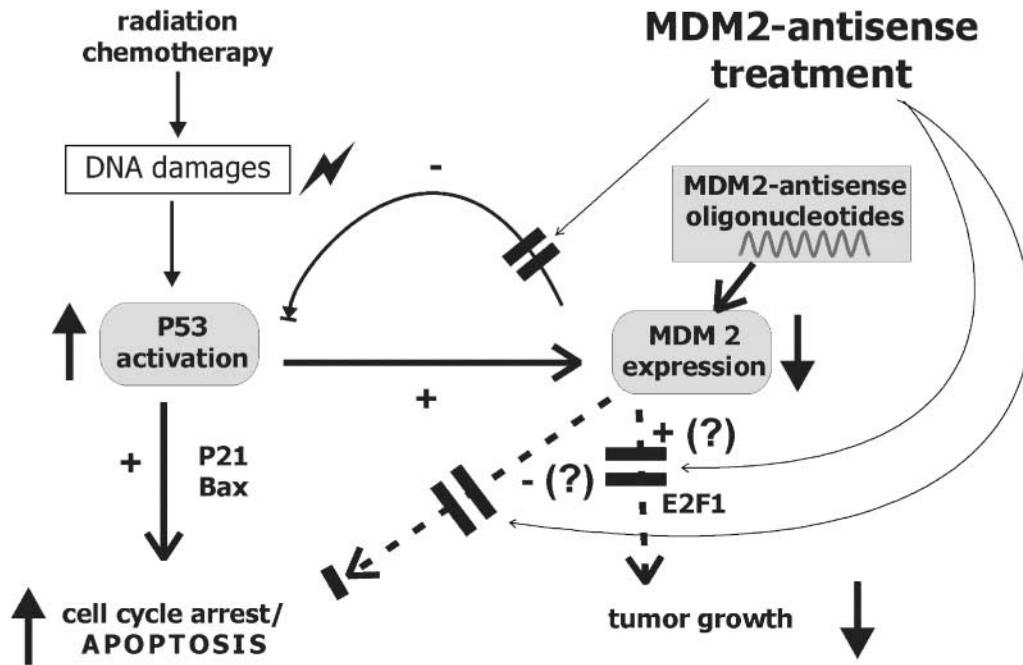 radiation
chemotherapy
MDM2-antisense
treatment
DNA damages
-
MDM2-antisense
oligonucleotides
P53
activation
MDM 2
expression
+
+ (?)
- (?)
+
P21
Bax
E2F1
cell cycle arrest/
APOPTOSIS
tumor growth